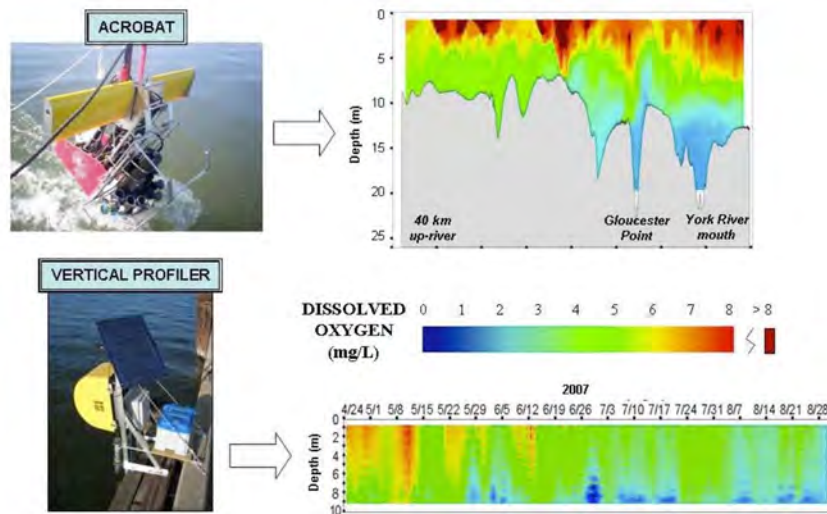 ACROBAT
Depth (m)
0
5
10
15
20
25
40 km
up-river
Gloucester
Point
York River
mouth
VERTICAL PROFILER
DISSOLVED
OXYGEN
(mg/L)
0 1 2 3 4 5 6 7 8 > 8
2007
4/24 5/1 5/8 5/15 5/22 5/29 6/5 6/12 6/19 6/26 7/3 7/10 7/17 7/24 7/31 8/7 8/14 8/21 8/28
Depth (m)
0
2
4
6
8
10